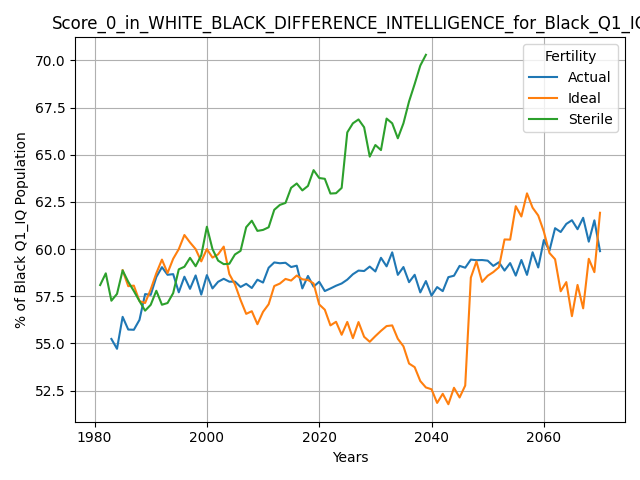 Score_0_in_WHITE_BLACK_DIFFERENCE_INTELLIGENCE_for_Black_Q1_IQ
70.0
67.5
65.0
62.5
60.0
57.5
55.0
52.5
% of Black Q1_IQ Population
Fertility
Actual
Ideal
Sterile
1980
2000
2020
2040
2060
Years